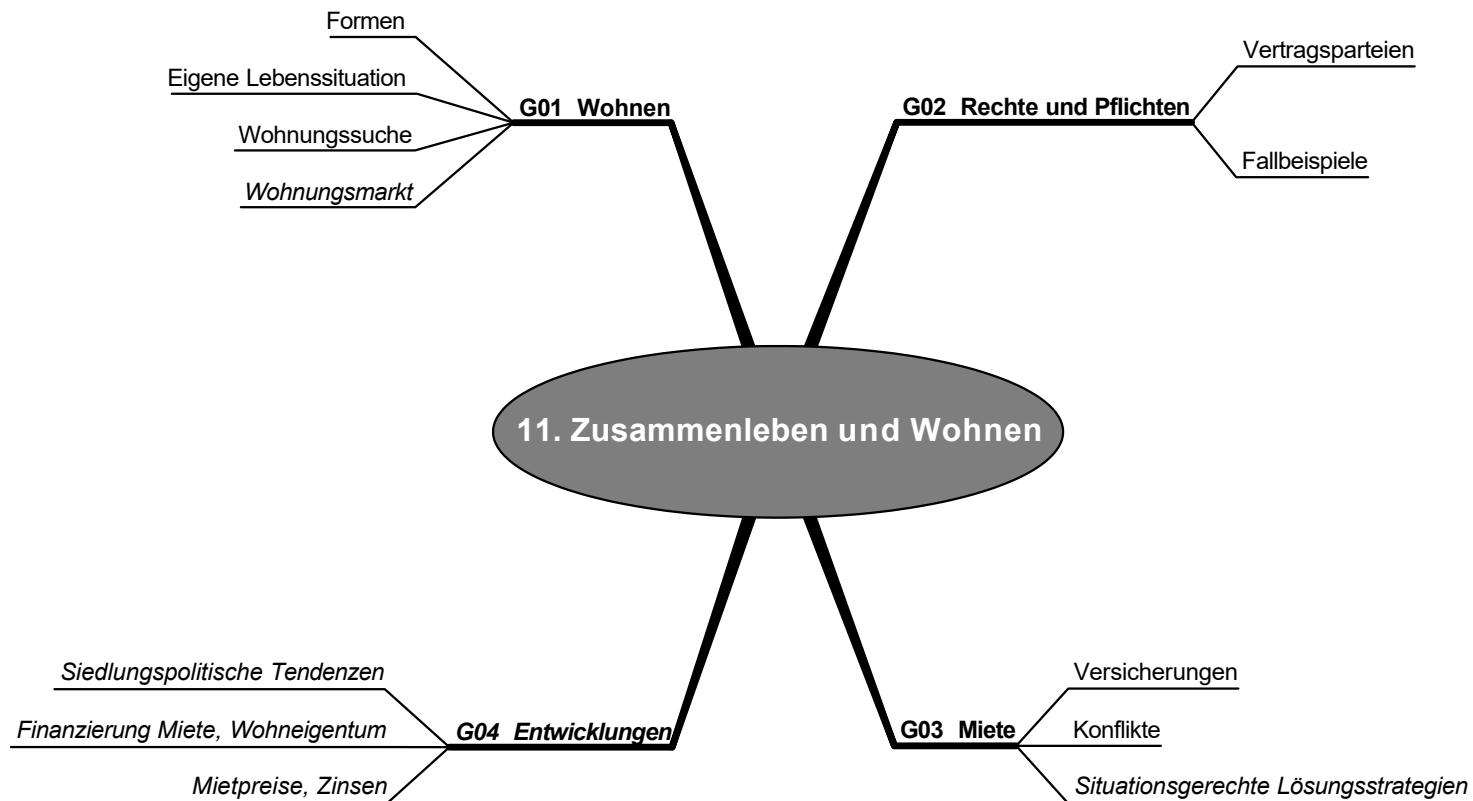 Formen
Eigene Lebenssituation
Wohnungssuche
Wohnungsmarkt
G01 Wohnen
G02 Rechte und Pflichten
Vertragsparteien
Fallbeispiele
11. Zusammenleben und Wohnen
Siedlungspolitische Tendenzen
Finanzierung Miete, Wohneigentum
Mietpreise, Zinsen
G04 Entwicklungen
G03 Miete
Versicherungen
Konflikte
Situationsgerechte Lösungsstrategien